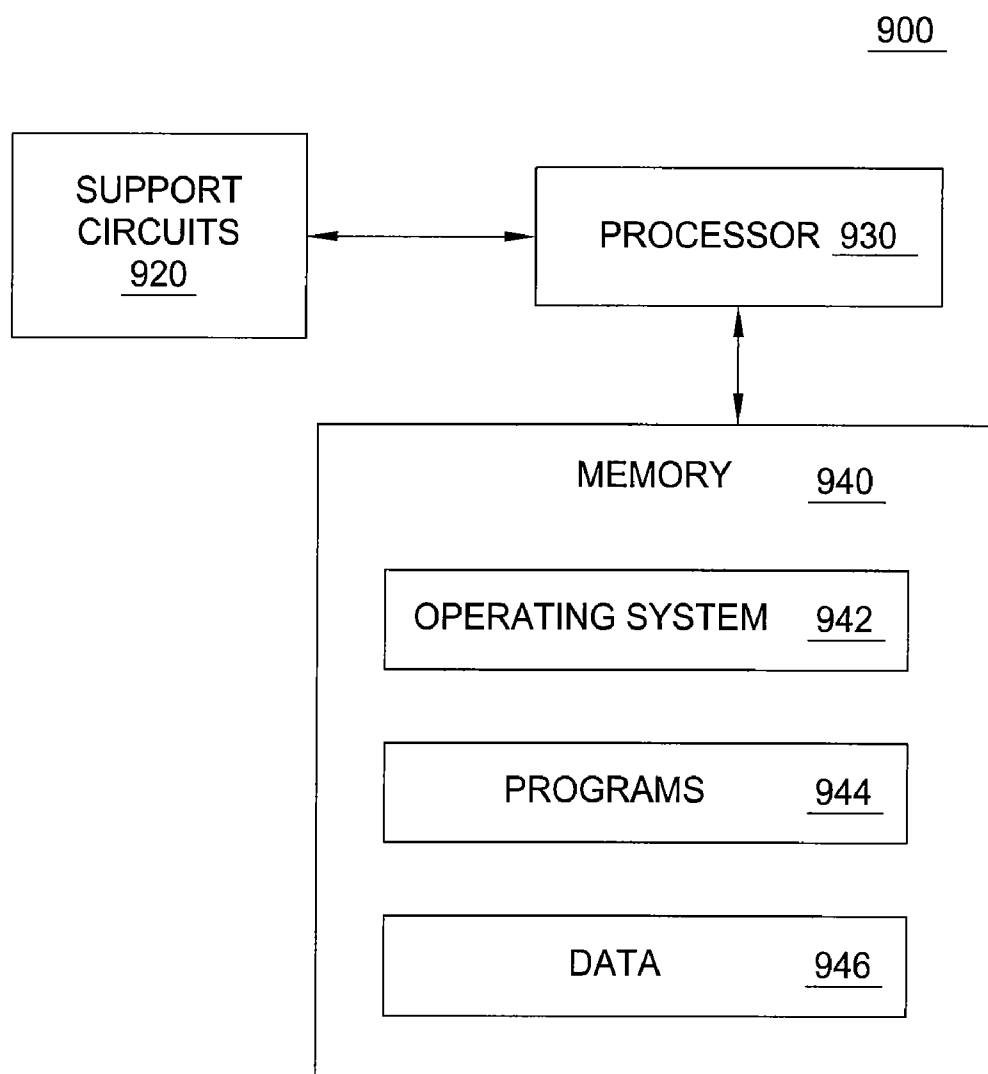 900
SUPPORT
CIRCUITS
920
PROCESSOR 930
MEMORY 940
OPERATING SYSTEM 942
PROGRAMS 944
DATA 946